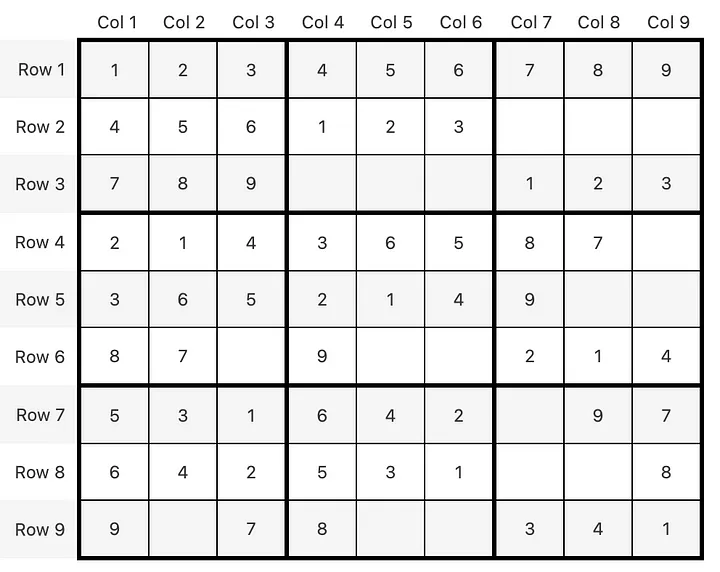 Col 1 Col 2 Col 3 Col 4 Col 5 Col 6 Col 7 Col 8 Col 9
Row 1 1 2 3 4 5 6 7 8 9
Row 2 4 5 6 1 2 3
Row 3 7 8 9 1 2 3
Row 4 2 1 4 3 6 5 8 7
Row 5 3 6 5 2 1 4 9
Row 6 8 7 9 2 1 4
Row 7 5 3 1 6 4 2 9 7
Row 8 6 4 2 5 3 1 8
Row 9 9 7 8 3 4 1